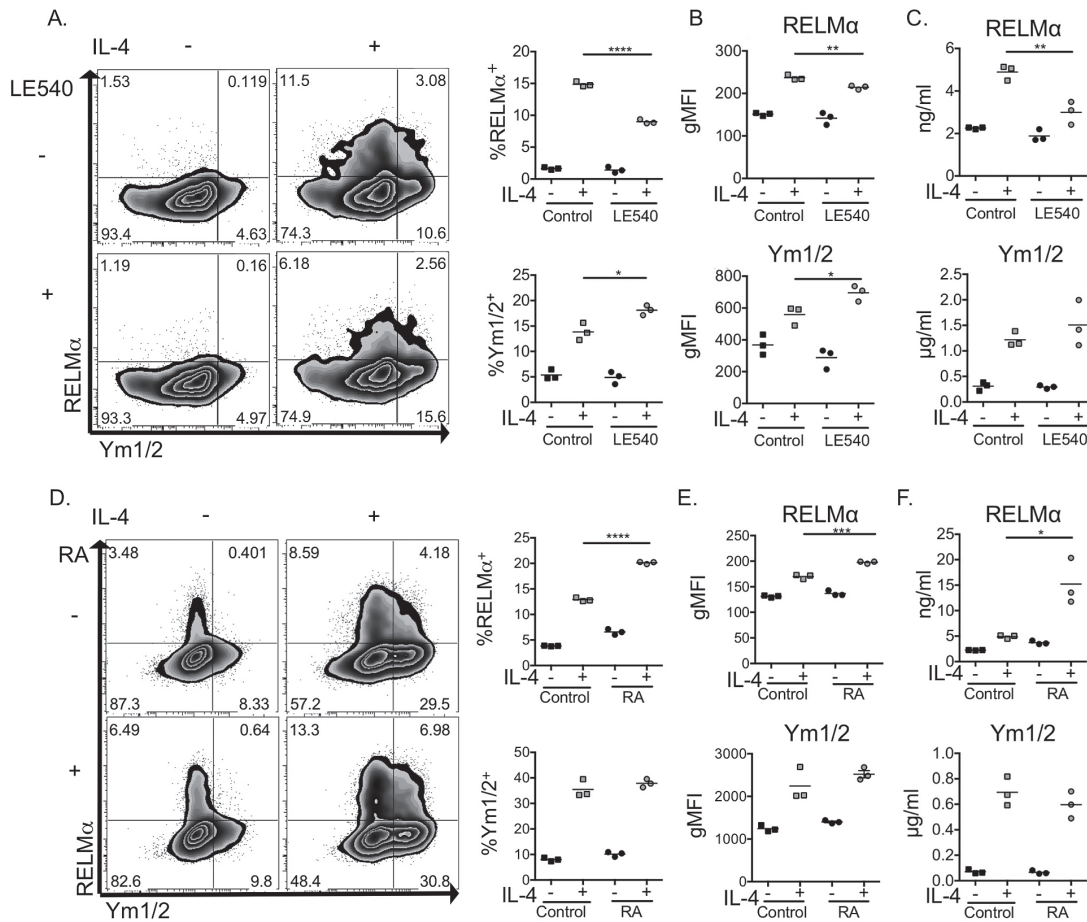 A.
IL-4 - +
LE540
-
+
1.53 0.119
93.4 4.63
11.5 3.08
74.3 10.6
1.19 0.16
93.3 4.97
6.18 2.56
74.9 15.6
RELMα
Ym1/2
%RELMα+
20
15
10
5
0
****
IL-4 - + - +
Control LE540
%Ym1/2+
25
20
15
10
5
0
*
IL-4 - + - +
Control LE540
B.
RELMα
gMFI
300
200
150
100
0
**
IL-4 - + - +
Control LE540
Ym1/2
gMFI
800
600
400
200
0
*
IL-4 - + - +
Control LE540
C.
RELMα
ng/ml
6
4
2
0
**
IL-4 - + - +
Control LE540
Ym1/2
µg/ml
2.5
2.0
1.5
1.0
0.5
0.0
IL-4 - + - +
Control LE540
D.
IL-4 - +
RA
-
+
3.48 0.401
87.3 8.33
8.59 4.18
57.2 29.5
6.49 0.64
82.6 9.8
13.3 6.98
48.4 30.8
RELMα
Ym1/2
%RELMα+
25
20
15
10
5
0
****
IL-4 - + - +
Control RA
%Ym1/2+
50
40
30
20
10
0
IL-4 - + - +
Control RA
E.
RELMα
gMFI
250
200
150
100
50
0
***
IL-4 - + - +
Control RA
Ym1/2
gMFI
3000
2000
1000
0
IL-4 - + - +
Control RA
F.
RELMα
ng/ml
25
20
15
10
5
0
*
IL-4 - + - +
Control RA
Ym1/2
µg/ml
1.0
0.8
0.6
0.4
0.2
0.0
IL-4 - + - +
Control RA